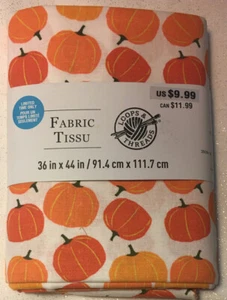 US $9.99
CAN $11.99
LIMITED
TIME ONLY
POUR UN
TEMPS LIMITÉ
SEULEMENT
FABRIC
TISSU
LOOPS &
THREADS
36 in x 44 in / 91.4 cm x 111.7 cm